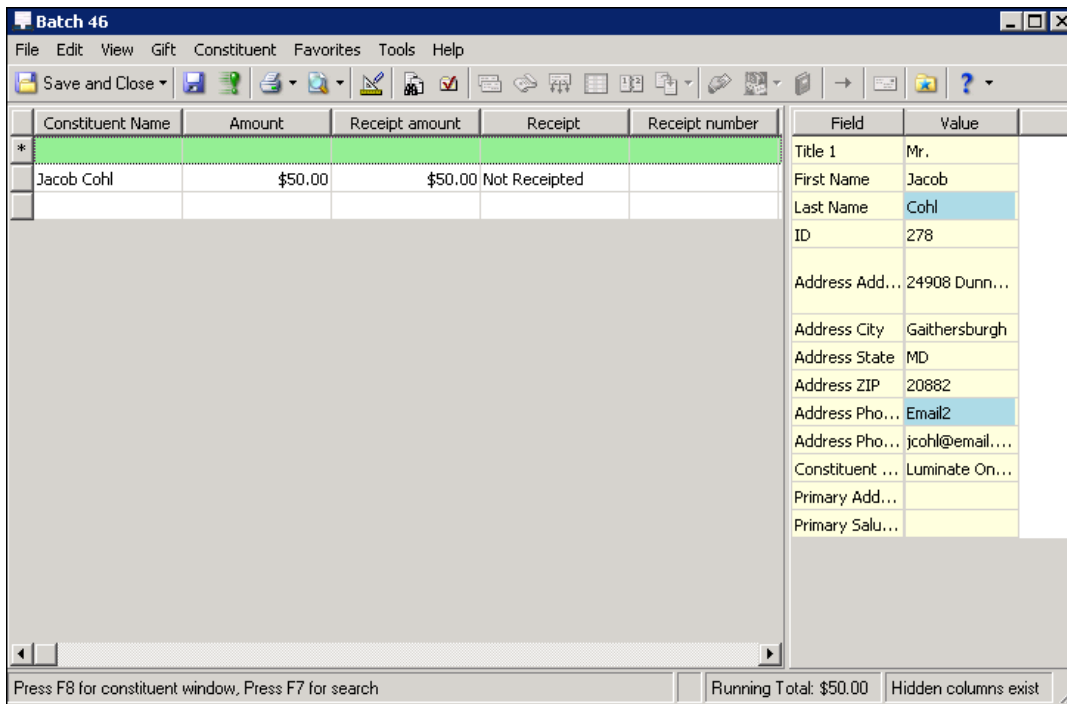 Batch 46
File Edit View Gift Constituent Favorites Tools Help
Save and Close
Constituent Name Amount Receipt amount Receipt Receipt number
*
Jacob Cohl $50.00 $50.00 Not Receipted
Field Value
Title 1 Mr.
First Name Jacob
Last Name Cohl
ID 278
Address Add... 24908 Dunn...
Address City Gaithersburgh
Address State MD
Address ZIP 20882
Address Pho... Email2
Address Pho... jcohl@email....
Constituent ... Luminate On...
Primary Add...
Primary Salu...
Press F8 for constituent window, Press F7 for search Running Total: $50.00 Hidden columns exist